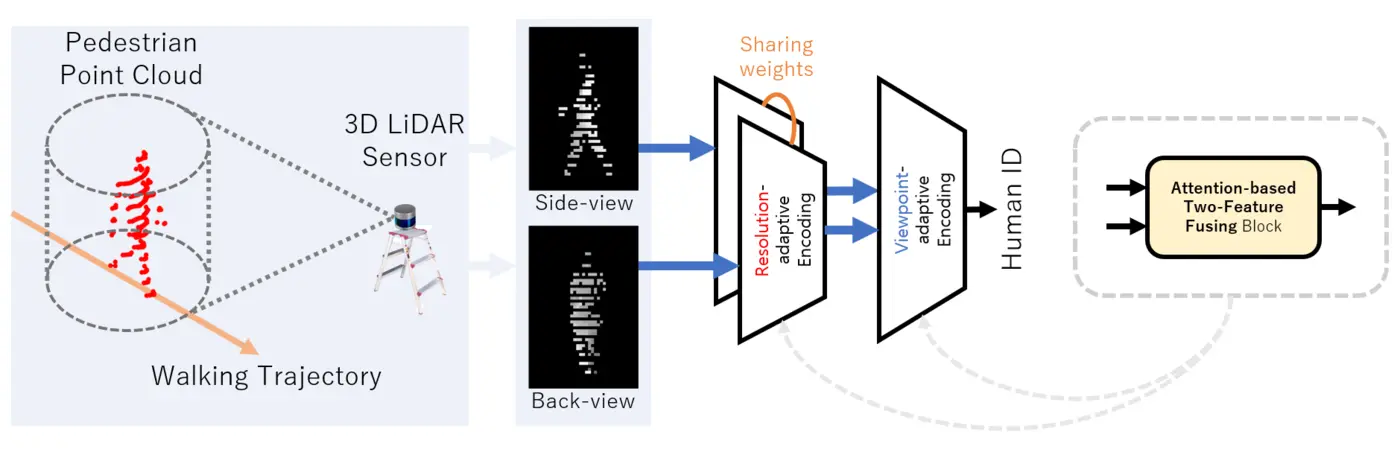 Pedestrian
Point Cloud
3D LiDAR
Sensor
Walking Trajectory
Side-view
Back-view
Sharing
weights
Resolution-
adaptive
Encoding
Viewpoint-
adaptive
Encoding
Human ID
Attention-based
Two-Feature
Fusing Block